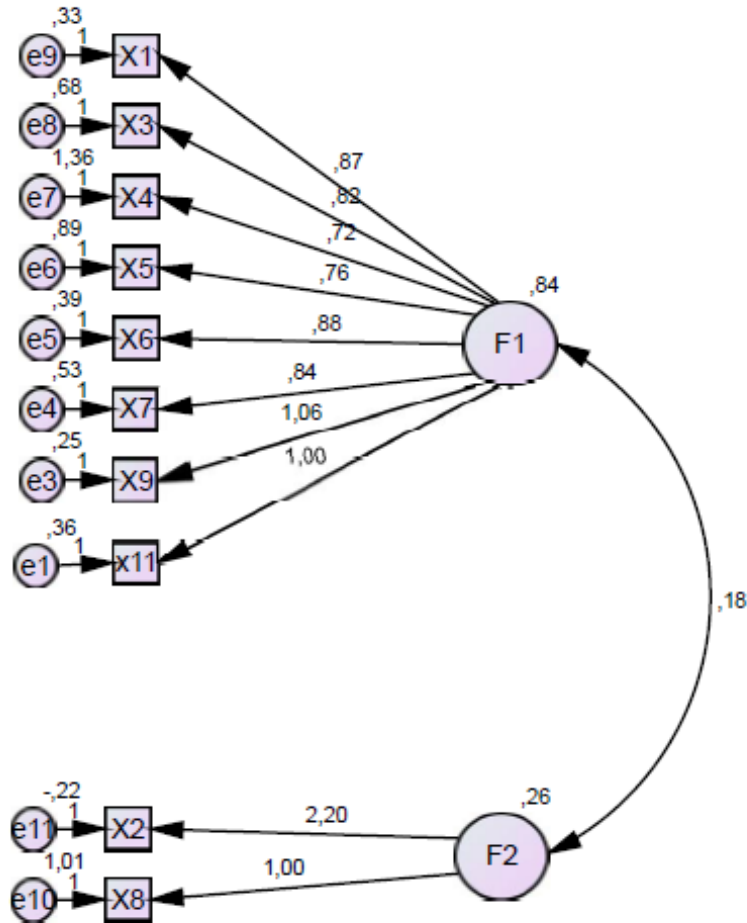 ,33
1
e9
X1
,68
1
e8
X3
1,36
1
e7
X4
,89
1
e6
X5
,39
1
e5
X6
,53
1
e4
X7
,25
1
e3
X9
,36
1
e1
x11
,87
,82
,72
,76
,88
,84
1,06
1,00
,84
F1
,18
-,22
1
e11
X2
1,01
1
e10
X8
2,20
1,00
,26
F2